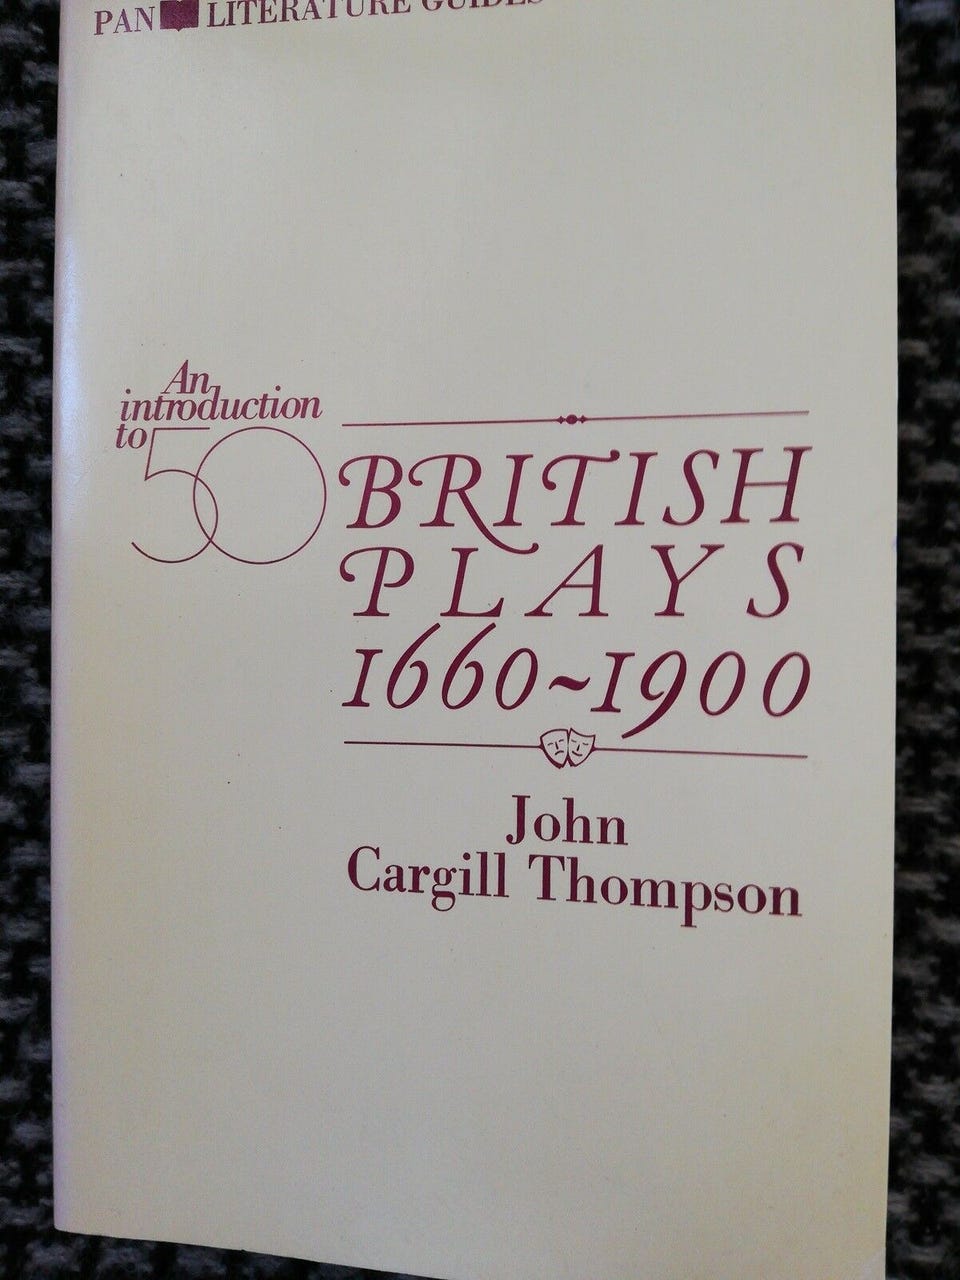 PAN LITERATURE GUIDES
An
introduction
to 50
BRITISH
PLAYS
1660~1900
John
Cargill Thompson